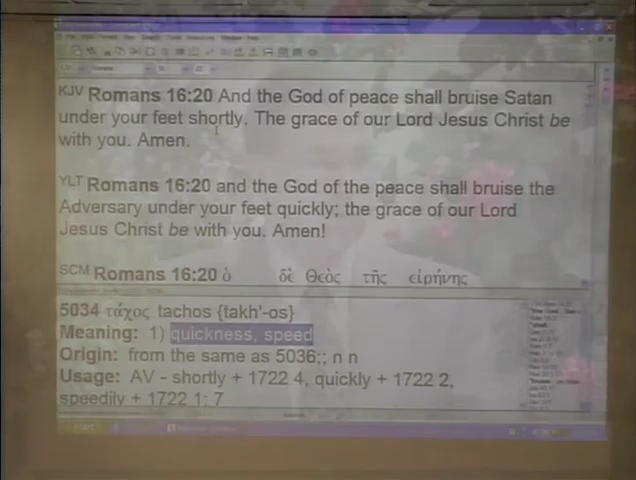 KJV Romans 16:20 And the God of peace shall bruise Satan
under your feet shortly. The grace of our Lord Jesus Christ be
with you. Amen.
YLT Romans 16:20 and the God of the peace shall bruise the
Adversary under your feet quickly; the grace of our Lord
Jesus Christ be with you. Amen!
SCM Romans 16:20 ὁ δὲ Θεὸς τῆς εἰρήνης
5034 τάχος tachos {takh'-os}
Meaning: 1) quickness, speed
Origin: from the same as 5036;; n n
Usage: AV - shortly + 1722 4, quickly + 1722 2,
speedily + 1722 1; 7